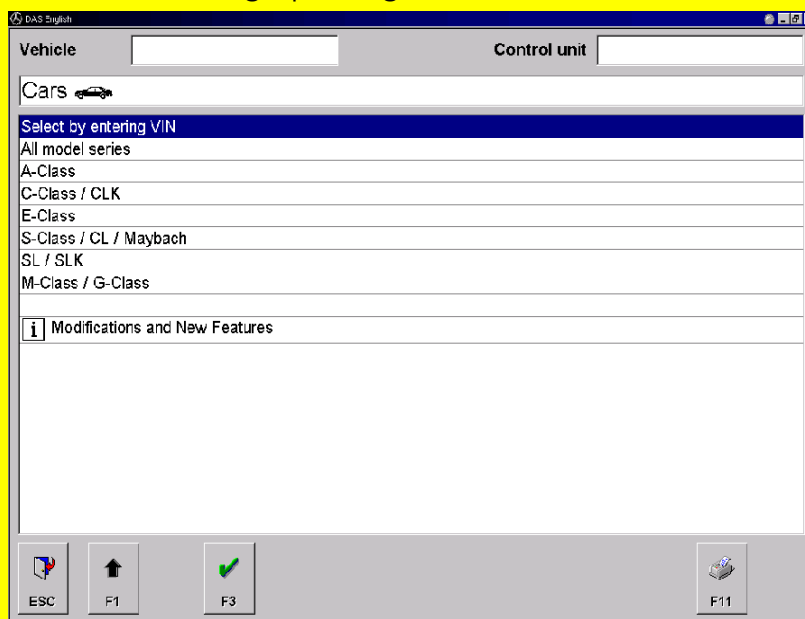 DAS English
Vehicle Control unit
Cars
Select by entering VIN
All model series
A-Class
C-Class / CLK
E-Class
S-Class / CL / Maybach
SL / SLK
M-Class / G-Class
i Modifications and New Features
ESC F1 F3 F11